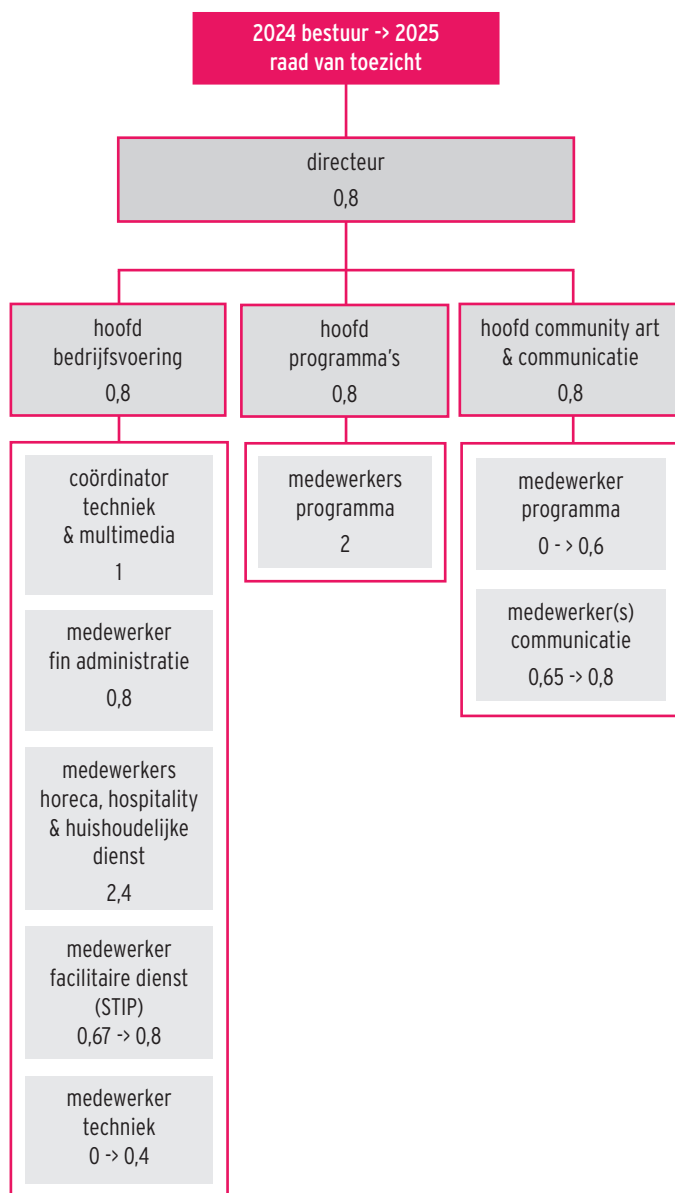 2024 bestuur -> 2025
raad van toezicht
directeur
0,8
hoofd
bedrijfsvoering
0,8
hoofd
programma's
0,8
hoofd community art
& communicatie
0,8
coördinator
techniek
& multimedia
1
medewerker
fin administratie
0,8
medewerkers
horeca, hospitality
& huishoudelijke
dienst
2,4
medewerker
facilitaire dienst
(STIP)
0,67 -> 0,8
medewerker
techniek
0 -> 0,4
medewerkers
programma
2
medewerker
programma
0 - > 0,6
medewerker(s)
communicatie
0,65 -> 0,8